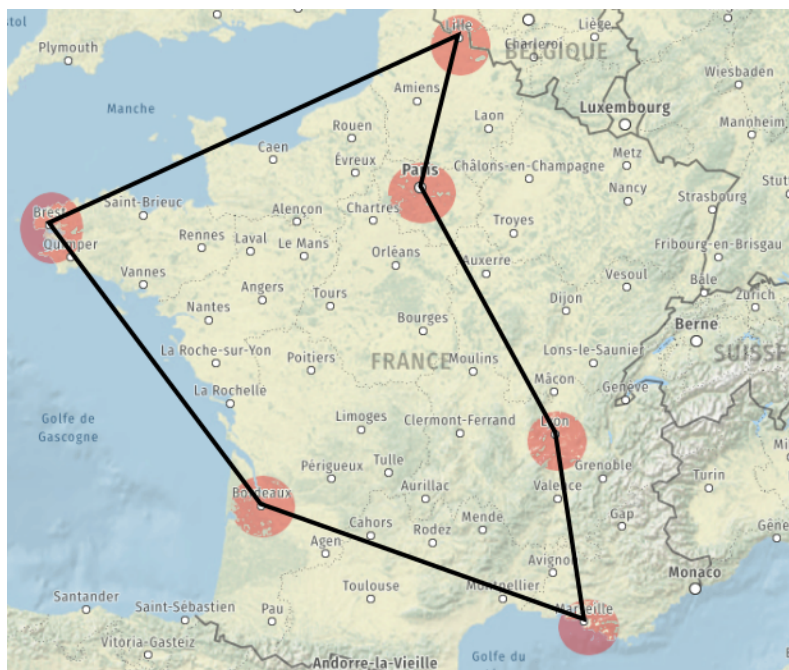 stol
Lille
Liège
Plymouth
Charleroi
BELGIQUE
Wiesbaden
Amiens
Manche
Luxembourg
Laon
Rouen
Mannheim
Caen
Évreux
Paris
Châlons-en-Champagne
Metz
Nancy
Stutt
Brest
Saint-Brieuc
Alençon
Chartres
Troyes
Strasbourg
Quimper
Rennes
Laval
Le Mans
Orléans
Auxerre
Fribourg-en-Brisgau
Vannes
Angers
Tours
Vesoul
Bâle
Zurich
Nantes
Bourges
Dijon
Berne
La Roche-sur-Yon
Poitiers
FRANCE
Moulins
Lons-le-Saunier
SUISSE
La Rochelle
Mâcon
Genève
Golfe de
Gascogne
Limoges
Clermont-Ferrand
Lyon
Mi
Périgueux
Tulle
Grenoble
Turin
Bordeaux
Aurillac
Valence
Cahors
Rodez
Mende
Gap
Gêne
Agen
Avignon
Santander
Saint-Sébastien
Pau
Toulouse
Montpellier
Marseille
Monaco
Vitoria-Gasteiz
Andorre-la-Vieille
Golfe du